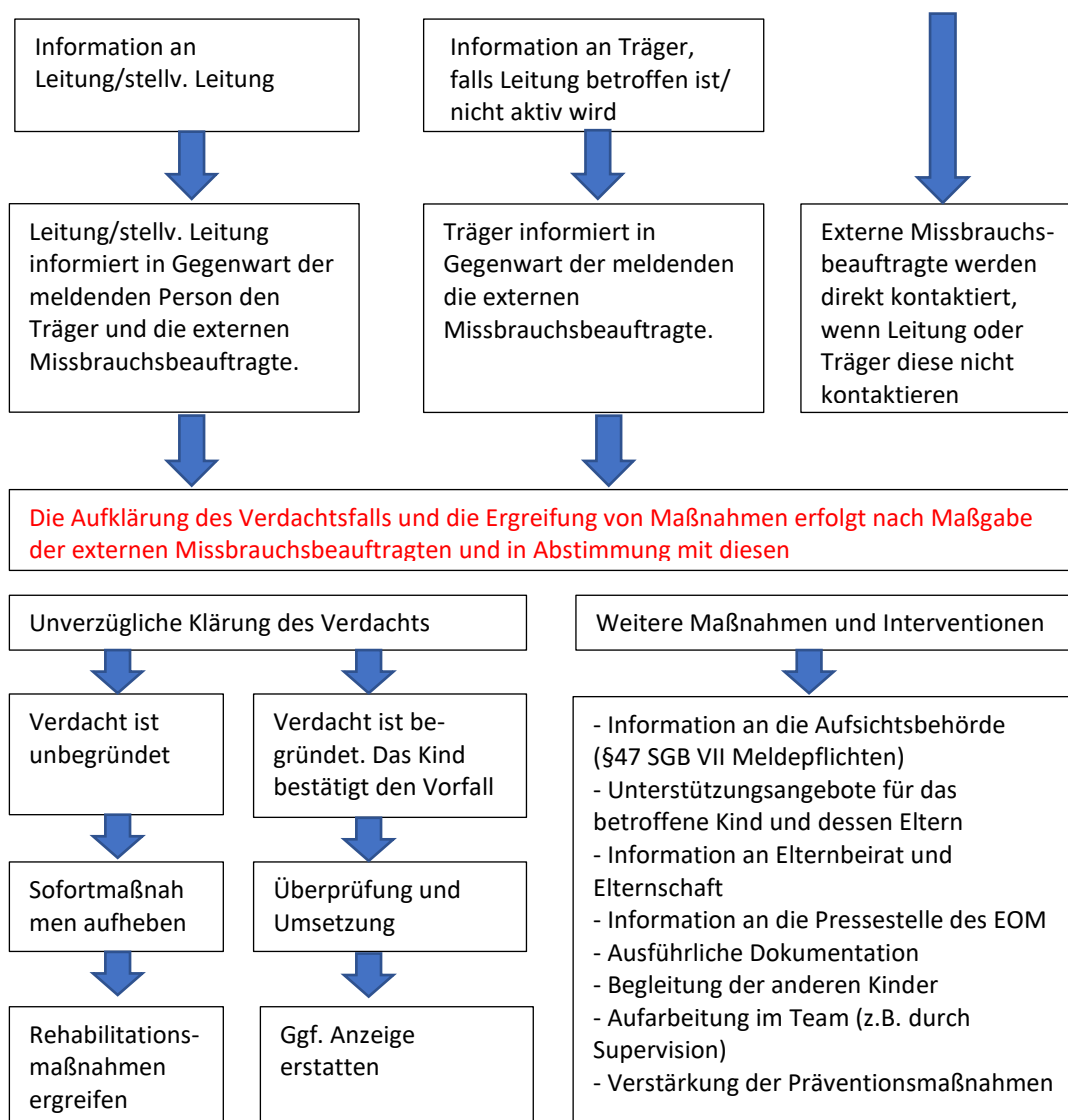 Information an
Leitung/stellv. Leitung
Information an Träger,
falls Leitung betroffen ist/
nicht aktiv wird
Leitung/stellv. Leitung
informiert in Gegenwart der
meldenden Person den
Träger und die externen
Missbrauchsbeauftragte.
Träger informiert in
Gegenwart der meldenden
die externen
Missbrauchsbeauftragte.
Externe Missbrauchs-
beauftragte werden
direkt kontaktiert,
wenn Leitung oder
Träger diese nicht
kontaktieren
Die Aufklärung des Verdachtsfalls und die Ergreifung von Maßnahmen erfolgt nach Maßgabe
der externen Missbrauchsbeauftragten und in Abstimmung mit diesen
Unverzügliche Klärung des Verdachts
Verdacht ist
unbegründet
Verdacht ist be-
gründet. Das Kind
bestätigt den Vorfall
Sofortmaßnah
men aufheben
Überprüfung und
Umsetzung
Rehabilitations-
maßnahmen
ergreifen
Ggf. Anzeige
erstatten
Weitere Maßnahmen und Interventionen
- Information an die Aufsichtsbehörde
(§47 SGB VII Meldepflichten)
- Unterstützungsangebote für das
betroffene Kind und dessen Eltern
- Information an Elternbeirat und
Elternschaft
- Information an die Pressestelle des EOM
- Ausführliche Dokumentation
- Begleitung der anderen Kinder
- Aufarbeitung im Team (z.B. durch
Supervision)
- Verstärkung der Präventionsmaßnahmen